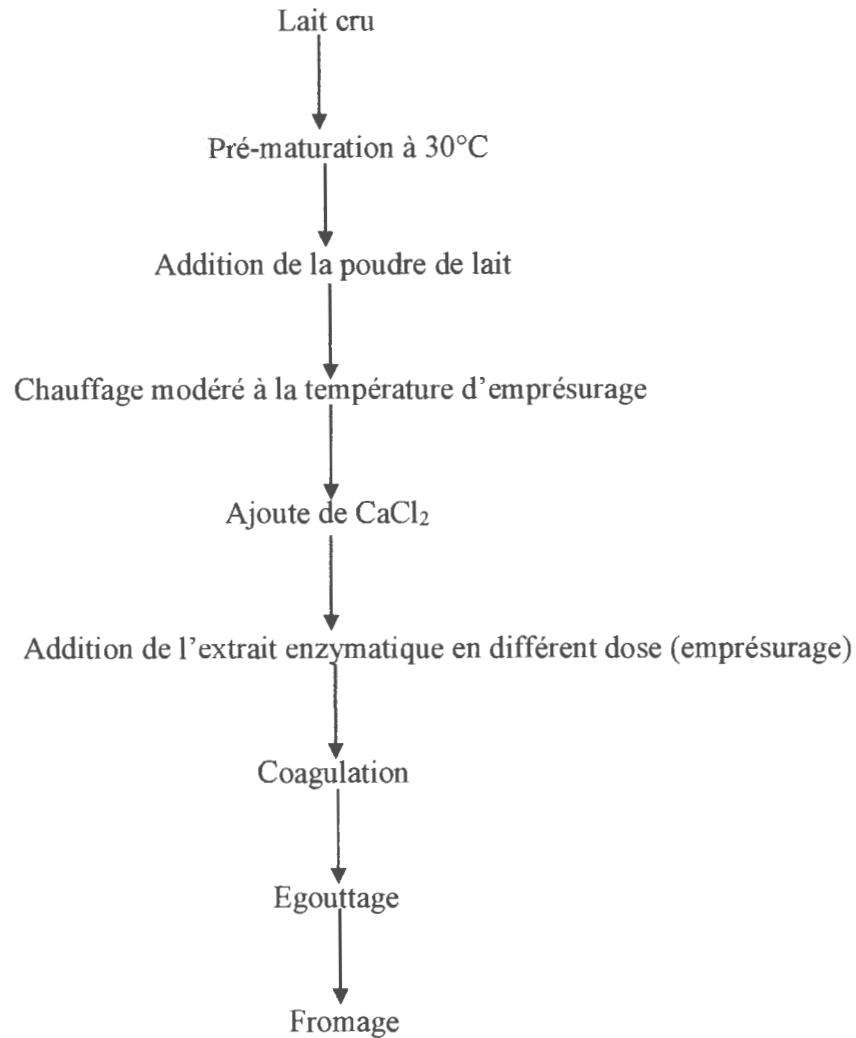 Lait cru
Pré-maturation à 30°C
Addition de la poudre de lait
Chauffage modéré à la température d'emprésurage
Ajoute de CaCl₂
Addition de l'extrait enzymatique en différent dose (emprésurage)
Coagulation
Egouttage
Fromage